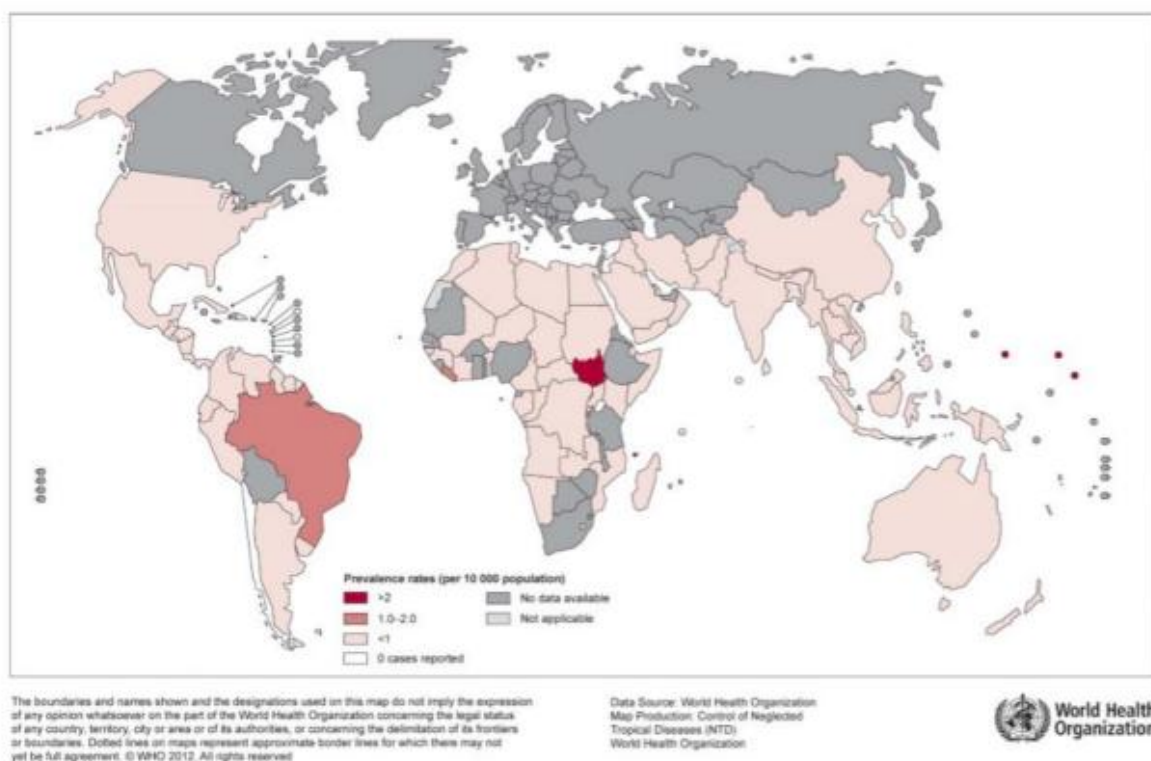 Prevalence rates (per 10 000 population)
>2
1.0–2.0
<1
0 cases reported
No data available
Not applicable
The boundaries and names shown and the designations used on this map do not imply the expression
of any opinion whatsoever on the part of the World Health Organization concerning the legal status
of any country, territory, city or area or of its authorities, or concerning the delimitation of its frontiers
or boundaries. Dotted lines on maps represent approximate border lines for which there may not
yet be full agreement. © WHO 2012. All rights reserved
Data Source: World Health Organization
Map Production: Control of Neglected
Tropical Diseases (NTD)
World Health Organization
World Health
Organization